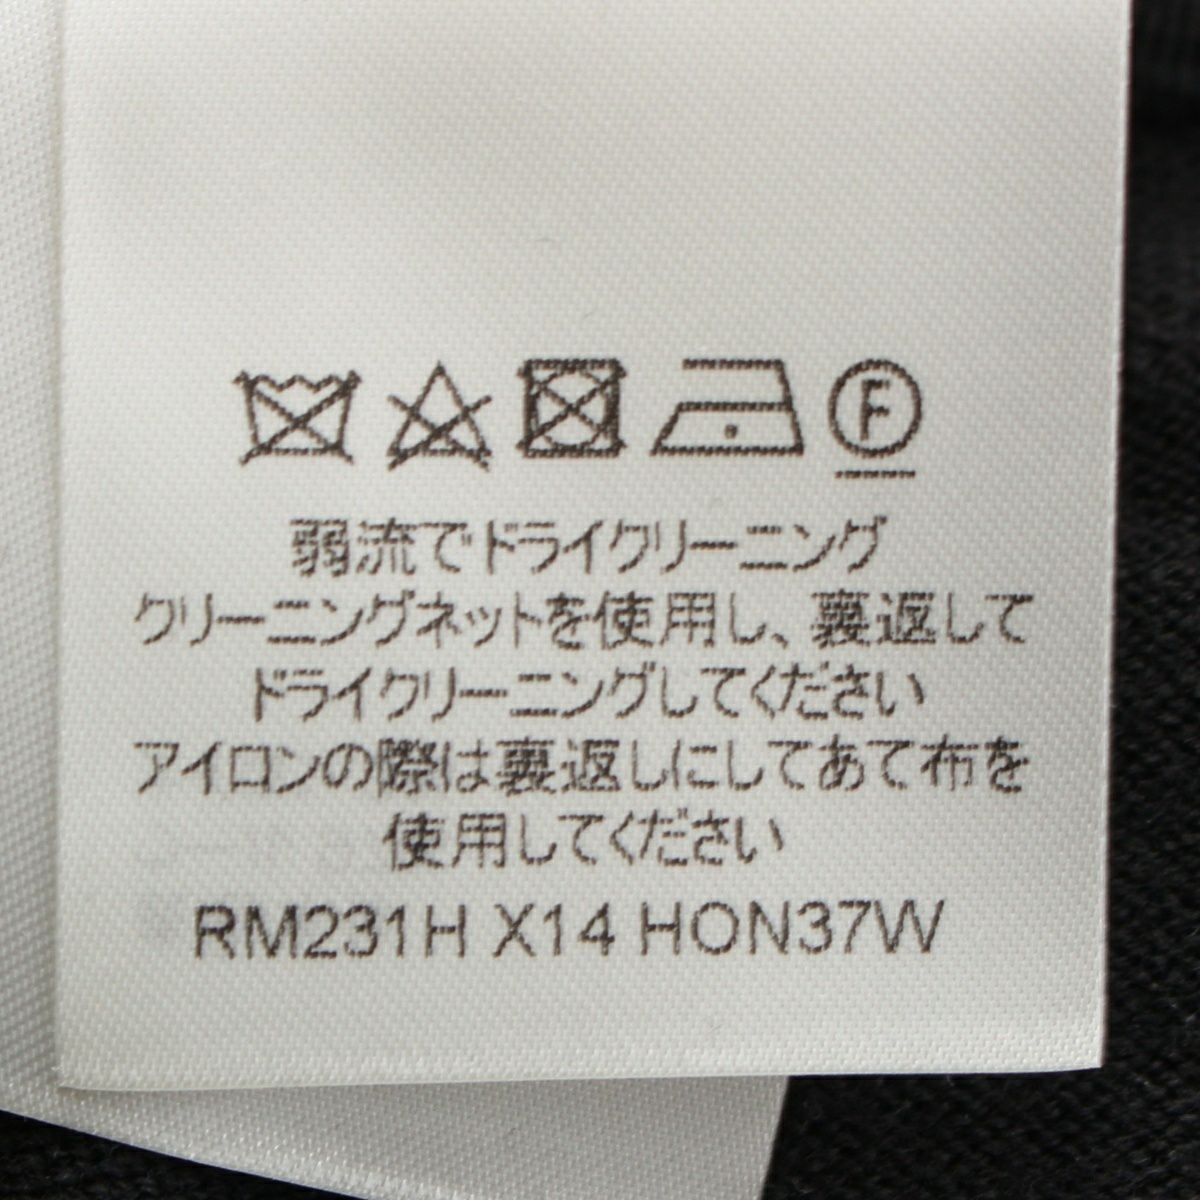 F
弱流でドライクリーニング
クリーニングネットを使用し、裏返して
ドライクリーニングしてください
アイロンの際は裏返しにしてあて布を
使用してください
RM231H X14 HON37W